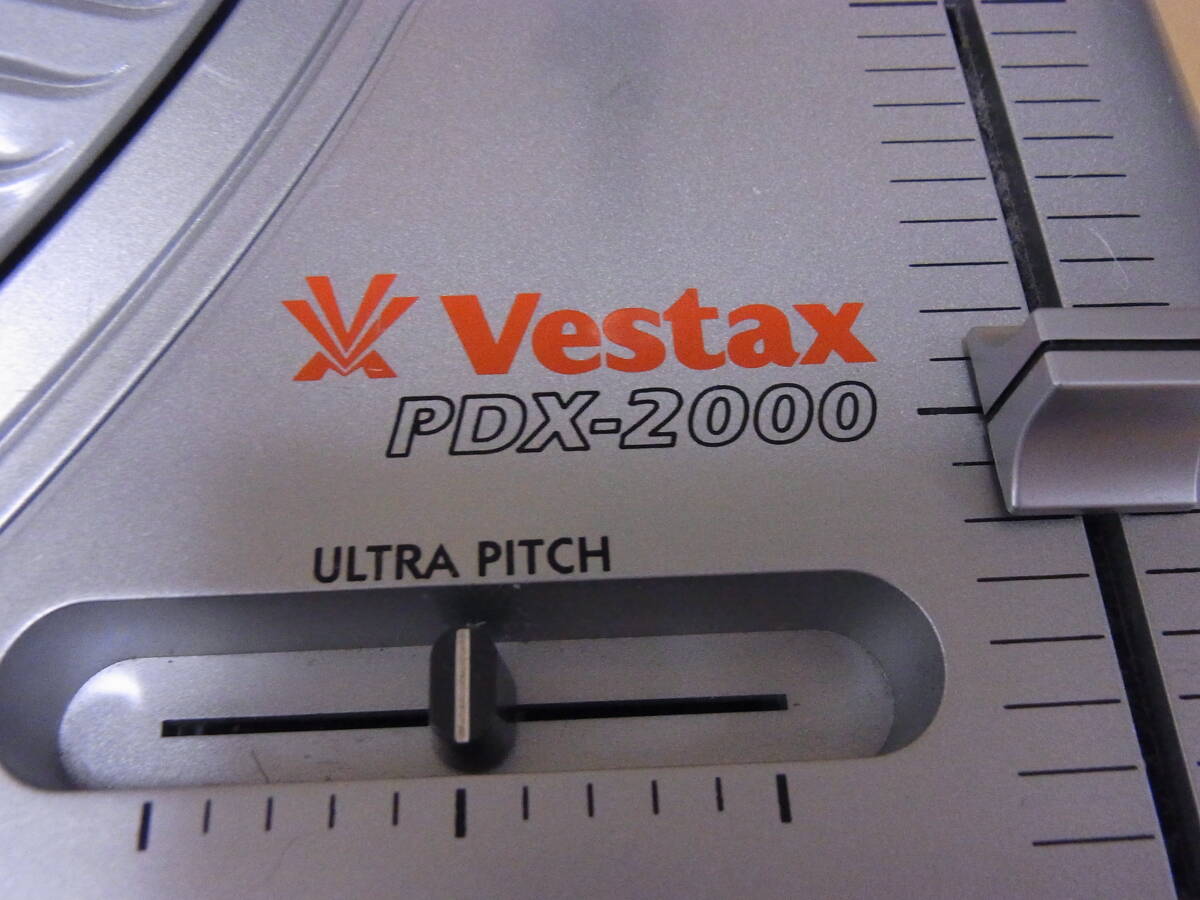 Vestax
PDX-2000
ULTRA PITCH